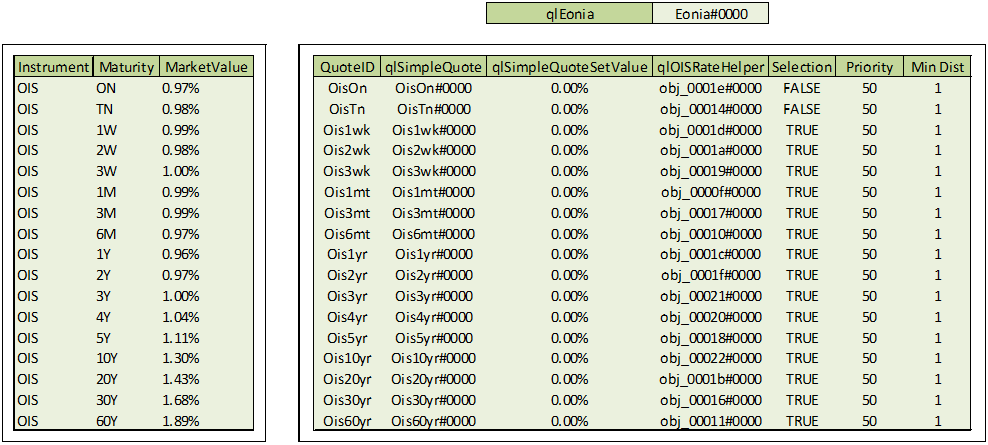 qlEonia Eonia#0000
Instrument Maturity MarketValue QuoteID qlSimpleQuote qlSimpleQuoteSetValue qlOISRateHelper Selection Priority Min Dist
OIS ON 0.97% OisOn OisOn#0000 0.00% obj_0001e#0000 FALSE 50 1
OIS TN 0.98% OisTn OisTn#0000 0.00% obj_00014#0000 FALSE 50 1
OIS 1W 0.99% Ois1wk Ois1wk#0000 0.00% obj_0001d#0000 TRUE 50 1
OIS 2W 0.98% Ois2wk Ois2wk#0000 0.00% obj_0001a#0000 TRUE 50 1
OIS 3W 1.00% Ois3wk Ois3wk#0000 0.00% obj_00019#0000 TRUE 50 1
OIS 1M 0.99% Ois1mt Ois1mt#0000 0.00% obj_0000f#0000 TRUE 50 1
OIS 3M 0.99% Ois3mt Ois3mt#0000 0.00% obj_00017#0000 TRUE 50 1
OIS 6M 0.97% Ois6mt Ois6mt#0000 0.00% obj_00010#0000 TRUE 50 1
OIS 1Y 0.96% Ois1yr Ois1yr#0000 0.00% obj_0001c#0000 TRUE 50 1
OIS 2Y 0.97% Ois2yr Ois2yr#0000 0.00% obj_0001f#0000 TRUE 50 1
OIS 3Y 1.00% Ois3yr Ois3yr#0000 0.00% obj_00021#0000 TRUE 50 1
OIS 4Y 1.04% Ois4yr Ois4yr#0000 0.00% obj_00020#0000 TRUE 50 1
OIS 5Y 1.11% Ois5yr Ois5yr#0000 0.00% obj_00018#0000 TRUE 50 1
OIS 10Y 1.30% Ois10yr Ois10yr#0000 0.00% obj_00022#0000 TRUE 50 1
OIS 20Y 1.43% Ois20yr Ois20yr#0000 0.00% obj_0001b#0000 TRUE 50 1
OIS 30Y 1.68% Ois30yr Ois30yr#0000 0.00% obj_00016#0000 TRUE 50 1
OIS 60Y 1.89% Ois60yr Ois60yr#0000 0.00% obj_00011#0000 TRUE 50 1